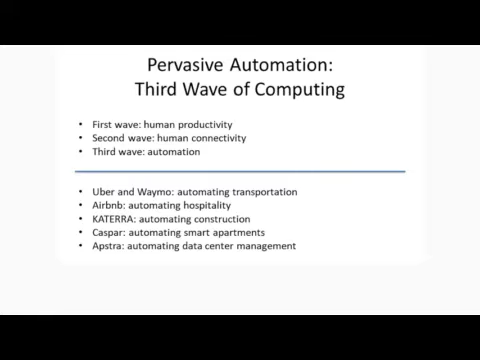 Pervasive Automation:
Third Wave of Computing
• First wave: human productivity
• Second wave: human connectivity
• Third wave: automation
• Uber and Waymo: automating transportation
• Airbnb: automating hospitality
• KATERRA: automating construction
• Caspar: automating smart apartments
• Apstra: automating data center management